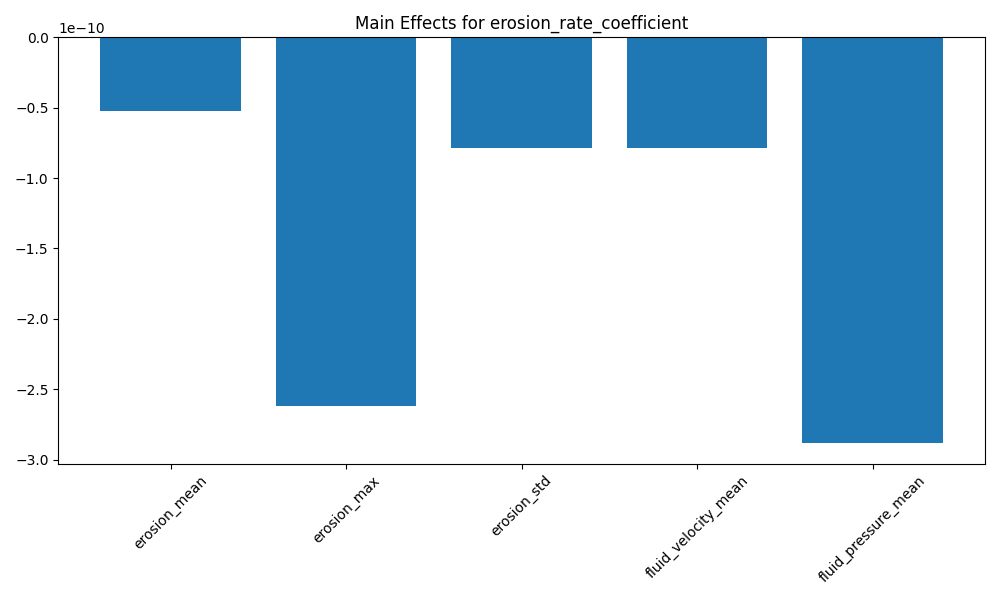 Main Effects for erosion_rate_coefficient
1e−10
0.0
−0.5
−1.0
−1.5
−2.0
−2.5
−3.0
erosion_mean
erosion_max
erosion_std
fluid_velocity_mean
fluid_pressure_mean